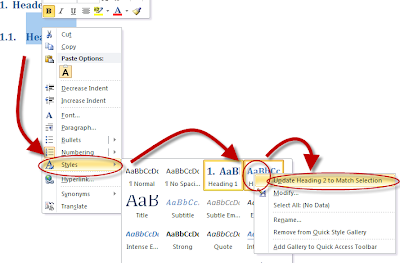 1. Heade
B I U A
1.1. Hea
Cut
Copy
Paste Options:
A
Decrease Indent
Increase Indent
Font...
Paragraph...
Bullets
Numbering
Styles
Hyperlink...
Synonyms
Translate
AaBbCcDc AaBbCcDc 1. AaB AaBbCc
¶ Normal ¶ No Spaci... Heading 1 H
AaB AaBbCc. AaBbCcDc AaBbCcDc
Title Subtitle Subtle Em... Emphasis
AaBbCcDc AaBbCcDc AaBbCcDc AaBbCcDc
Intense E... Strong Quote Intense
Update Heading 2 to Match Selection
Modify...
Select All: (No Data)
Rename...
Remove from Quick Style Gallery
Add Gallery to Quick Access Toolbar